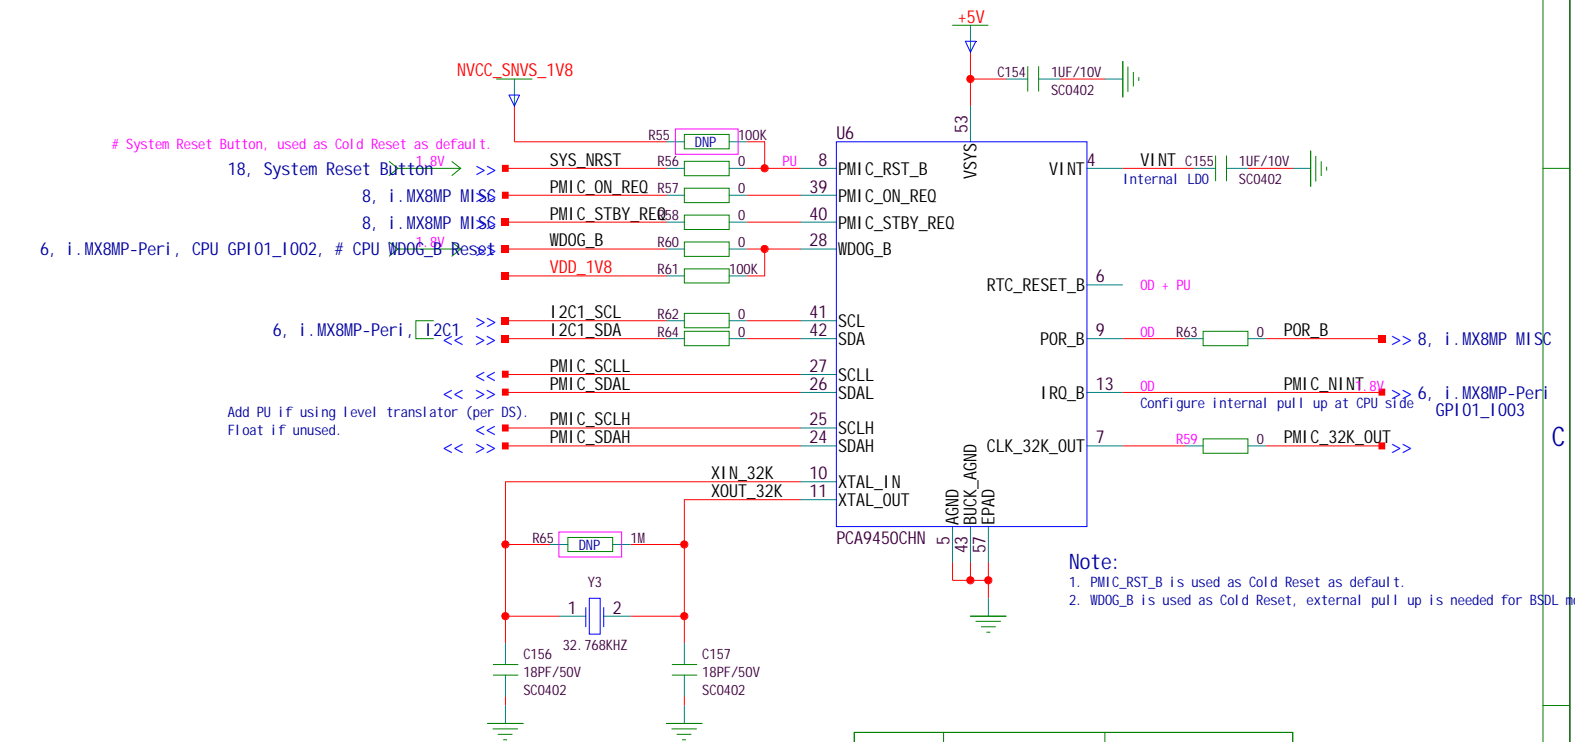 +5V
NVCC_SNVS_1V8
C154 1UF/10V
SC0402
53
R55 DNP 100K
U6
# System Reset Button, used as Cold Reset as default.
1.8V
18, System Reset Button >> SYS_NRST R56 0 PU 8 PMIC_RST_B
VSYS
VINT 4 VINT C155 1UF/10V
Internal LDO SC0402
8, i.MX8MP MISC >> PMIC_ON_REQ R57 0 39 PMIC_ON_REQ
8, i.MX8MP MISC >> PMIC_STBY_REQ R58 0 40 PMIC_STBY_REQ
1.8V
6, i.MX8MP-Peri, CPU GPIO1_IO02, # CPU WDOG_B Reset >> WDOG_B R60 0 28 WDOG_B
VDD_1V8 R61 100K
RTC_RESET_B 6 OD + PU
6, i.MX8MP-Peri, I2C1
>> I2C1_SCL R62 0 41 SCL
<< >> I2C1_SDA R64 0 42 SDA
POR_B 9 OD R63 0 POR_B >> 8, i.MX8MP MISC
<< PMIC_SCLL 27 SCLL
<< >> PMIC_SDAL 26 SDAL
IRQ_B 13 OD PMIC_NINT 1.8V >> 6, i.MX8MP-Peri
Configure internal pull up at CPU side GPIO1_IO03
Add PU if using level translator (per DS).
Float if unused.
<< PMIC_SCLH 25 SCLH
<< >> PMIC_SDAH 24 SDAH
CLK_32K_OUT 7 R59 0 PMIC_32K_OUT >>
C
XIN_32K 10 XTAL_IN
XOUT_32K 11 XTAL_OUT
AGND
BUCK_AGND
EPAD
PCA9450CHN
5
43
57
R65 DNP 1M
Note:
1. PMIC_RST_B is used as Cold Reset as default.
2. WDOG_B is used as Cold Reset, external pull up is needed for BSDL
Y3
1 2
32.768KHZ
C156
18PF/50V
SC0402
C157
18PF/50V
SC0402